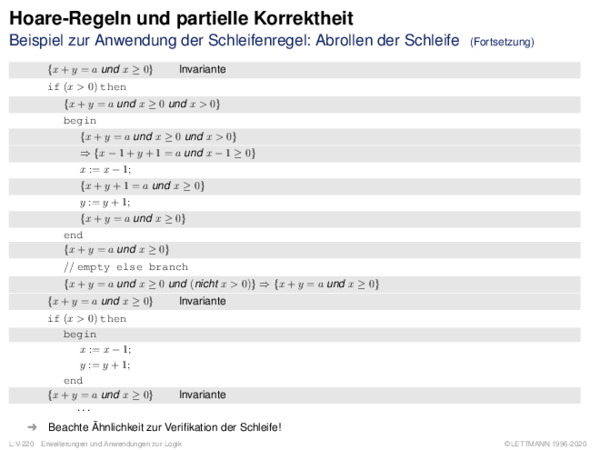 Hoare-Regeln und partielle Korrektheit
Beispiel zur Anwendung der Schleifenregel: Abrollen der Schleife (Fortsetzung)
{x + y = a und x ≥ 0} Invariante
if (x > 0) then
{x + y = a und x ≥ 0 und x > 0}
begin
{x + y = a und x ≥ 0 und x > 0}
⇒ {x − 1 + y + 1 = a und x − 1 ≥ 0}
x := x − 1;
{x + y + 1 = a und x ≥ 0}
y := y + 1;
{x + y = a und x ≥ 0}
end
{x + y = a und x ≥ 0}
// empty else branch
{x + y = a und x ≥ 0 und (nicht x > 0)} ⇒ {x + y = a und x ≥ 0}
{x + y = a und x ≥ 0} Invariante
if (x > 0) then
begin
x := x − 1;
y := y + 1;
end
{x + y = a und x ≥ 0} Invariante
...
➜ Beachte Ähnlichkeit zur Verifikation der Schleife!
L:V-220 Erweiterungen und Anwendungen zur Logik ©LETTMANN 1996-2020